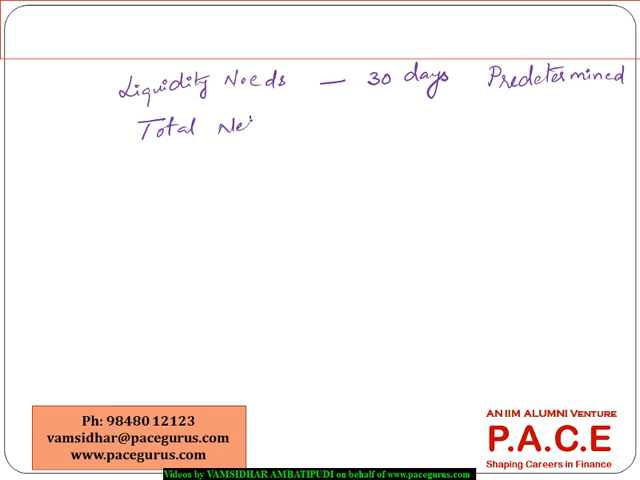 Liquidity Needs — 30 days Predetermined
Total Ne
Ph: 98480 12123
vamsidhar@pacegurus.com
www.pacegurus.com
AN IIM ALUMNI VENTURE
P.A.C.E
Shaping Careers in Finance
Videos by VAMSIDHAR AMBATIPUDI on behalf of www.pacegurus.com